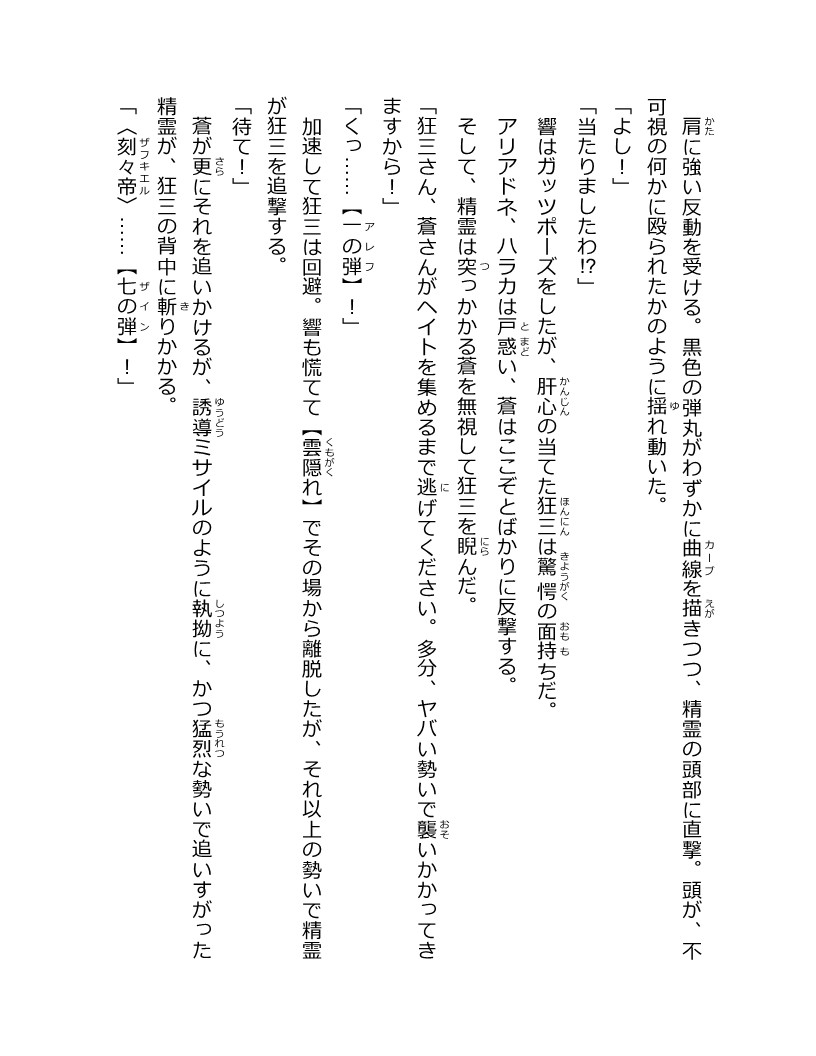 肩に強い反動を受ける。黒色の弾丸がわずかに曲線を描きつつ、精霊の頭部に直撃。頭が、不
可視の何かに殴られたかのように揺れ動いた。
「よし！」
「当たりましたわ!?」
響はガッツポーズをしたが、肝心の当てた狂三は驚愕の面持ちだ。
アリアドネ、ハラカは戸惑い、蒼はここぞとばかりに反撃する。
そして、精霊は突っかかる蒼を無視して狂三を睨んだ。
「狂三さん、蒼さんがヘイトを集めるまで逃げてください。多分、ヤバい勢いで襲いかかってき
ますから！」
「くっ……【一の弾】！」
加速して狂三は回避。響も慌てて【雲隠れ】でその場から離脱したが、それ以上の勢いで精霊
が狂三を追撃する。
「待て！」
蒼が更にそれを追いかけるが、誘導ミサイルのように執拗に、かつ猛烈な勢いで追いすがった
精霊が、狂三の背中に斬りかかる。
「〈刻々帝〉……【七の弾】！」